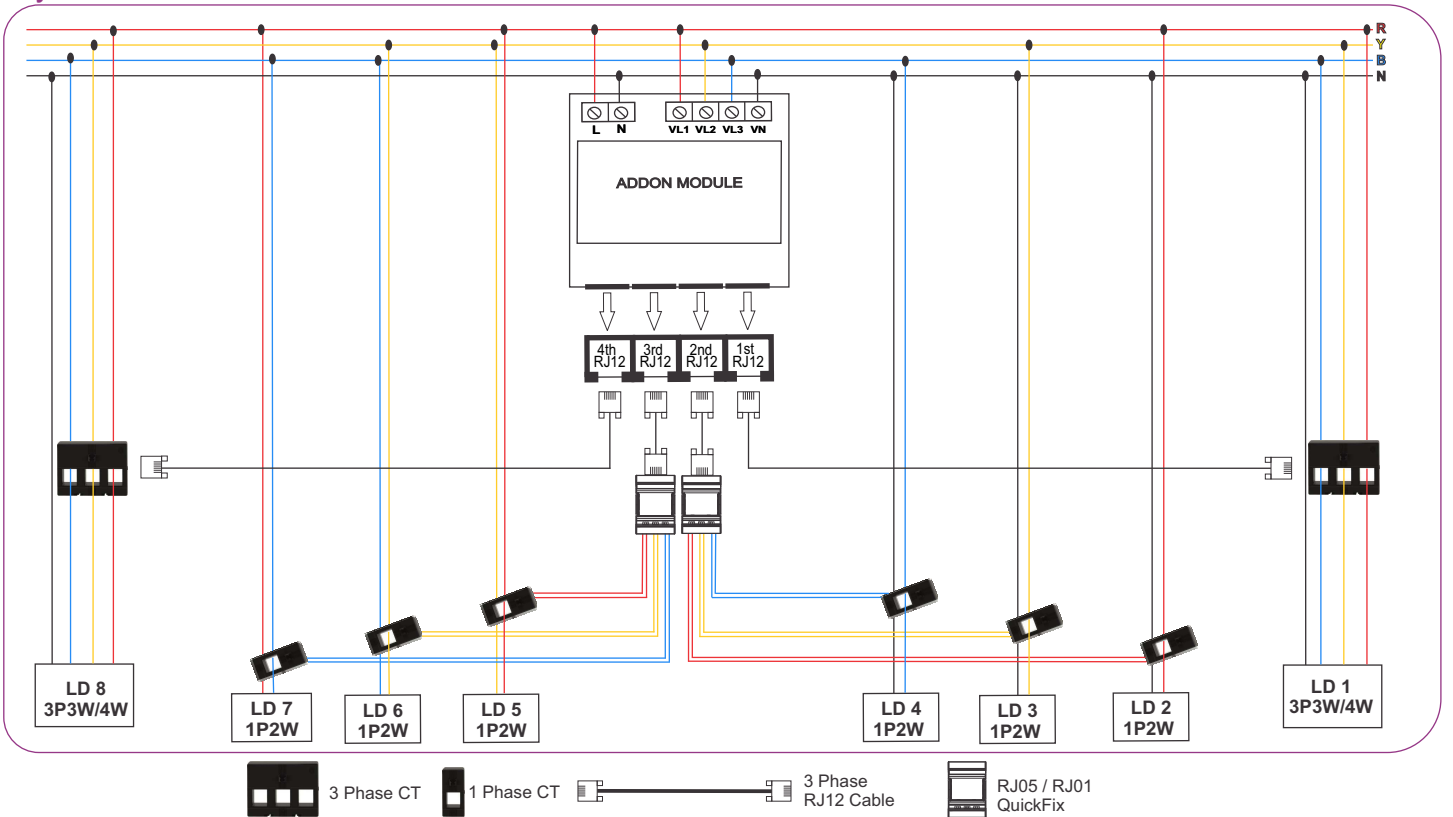 R
Y
B
N
L N VL1 VL2 VL3 VN
ADDON MODULE
4th
RJ12
3rd
RJ12
2nd
RJ12
1st
RJ12
LD 8
3P3W/4W
LD 7
1P2W
LD 6
1P2W
LD 5
1P2W
LD 4
1P2W
LD 3
1P2W
LD 2
1P2W
LD 1
3P3W/4W
3 Phase CT
1 Phase CT
3 Phase
RJ12 Cable
RJ05 / RJ01
QuickFix